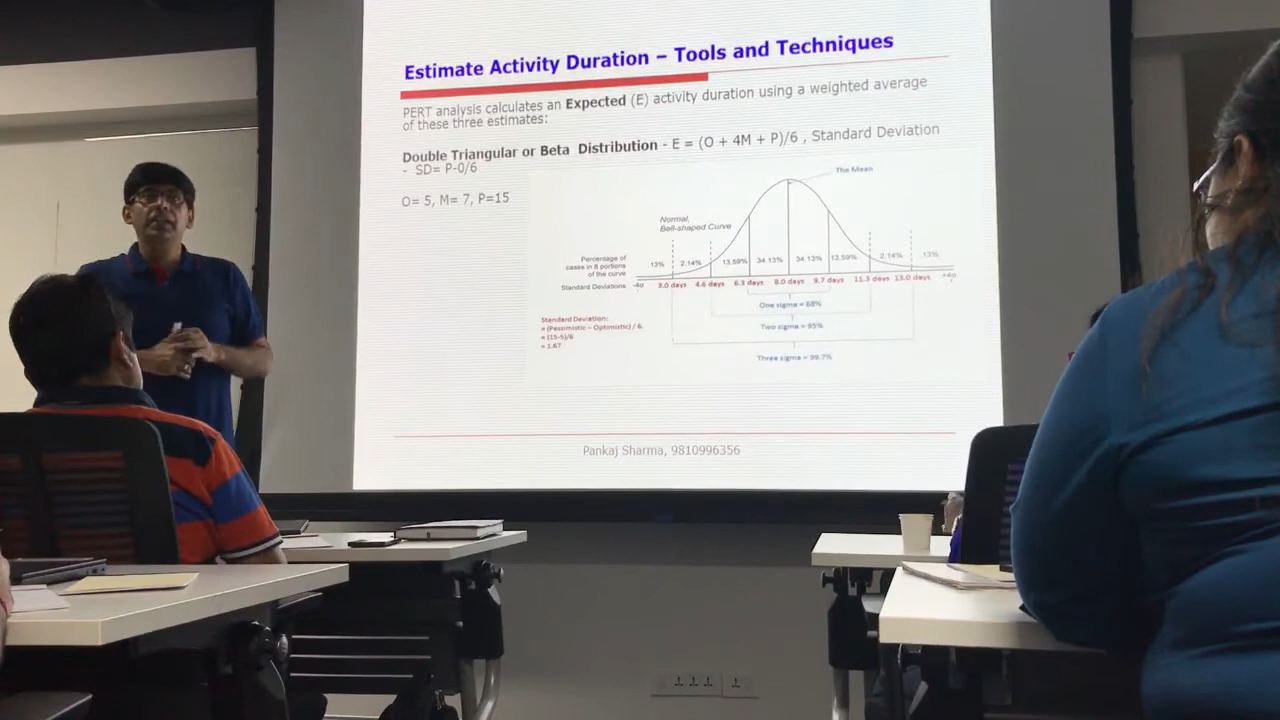 Estimate Activity Duration – Tools and Techniques
PERT analysis calculates an Expected (E) activity duration using a weighted average
of these three estimates:
Double Triangular or Beta Distribution - E = (O + 4M + P)/6 , Standard Deviation
- SD= P-0/6
O= 5, M= 7, P=15
The Mean
Normal,
Bell-shaped Curve
Percentage of
cases in 8 portions
of the curve
.13% 2.14% 13.59% 34.13% 34.13% 13.59% 2.14% .13%
Standard Deviations -4σ 3.0 days 4.6 days 6.3 days 8.0 days 9.7 days 11.3 days 13.0 days +4σ
One sigma = 68%
Two sigma = 95%
Three sigma = 99.7%
Standard Deviation:
= (Pessimistic – Optimistic) / 6
= (15-5)/6
= 1.67
Pankaj Sharma, 9810996356